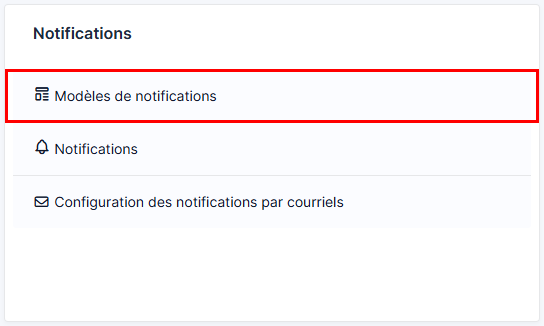 Notifications
Modèles de notifications
Notifications
Configuration des notifications par courriels